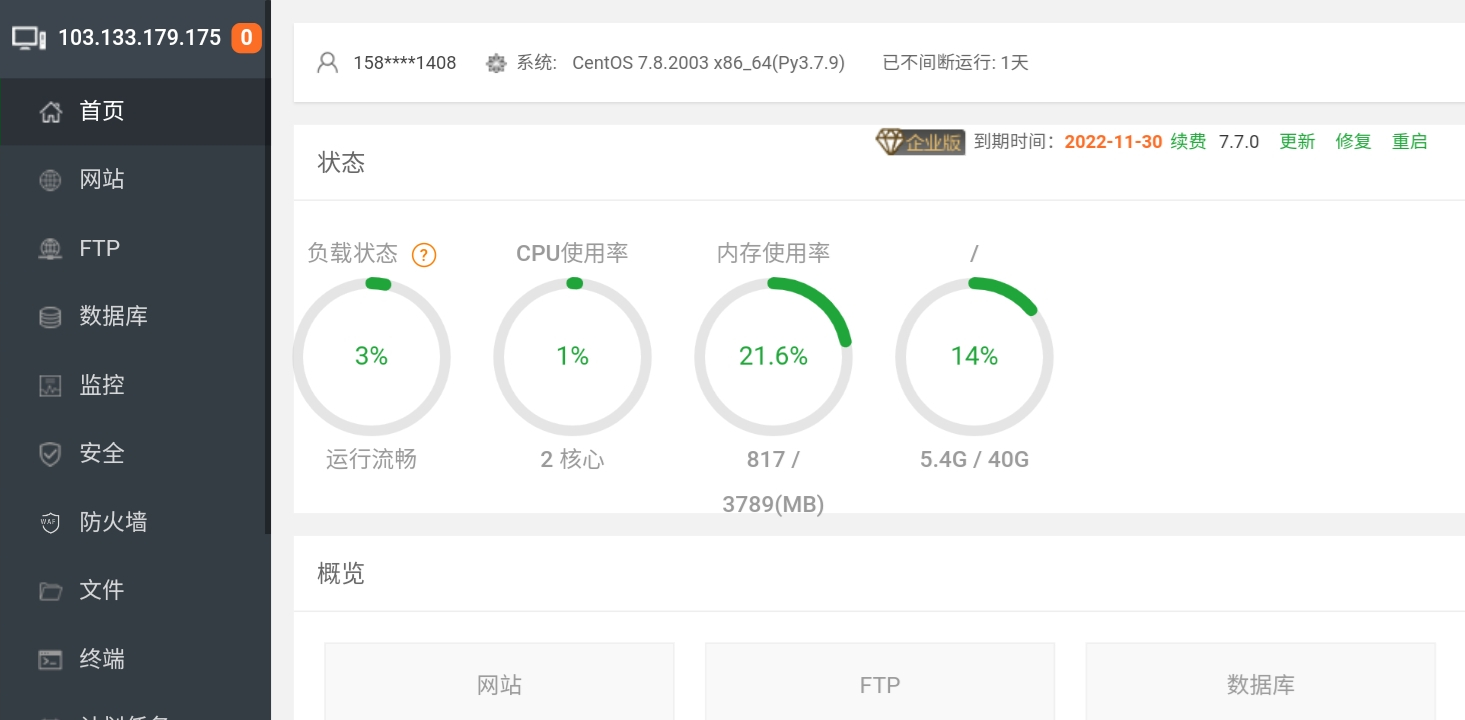 103.133.179.175 0
首页
网站
FTP
数据库
监控
安全
WAF 防火墙
文件
终端
计划任务
158****1408 系统: CentOS 7.8.2003 x86_64(Py3.7.9) 已不间断运行: 1天
状态
企业版 到期时间: 2022-11-30 续费 7.7.0 更新 修复 重启
负载状态 ? CPU使用率 内存使用率 /
3% 1% 21.6% 14%
运行流畅 2 核心 817 / 5.4G / 40G
3789(MB)
概览
网站 FTP 数据库